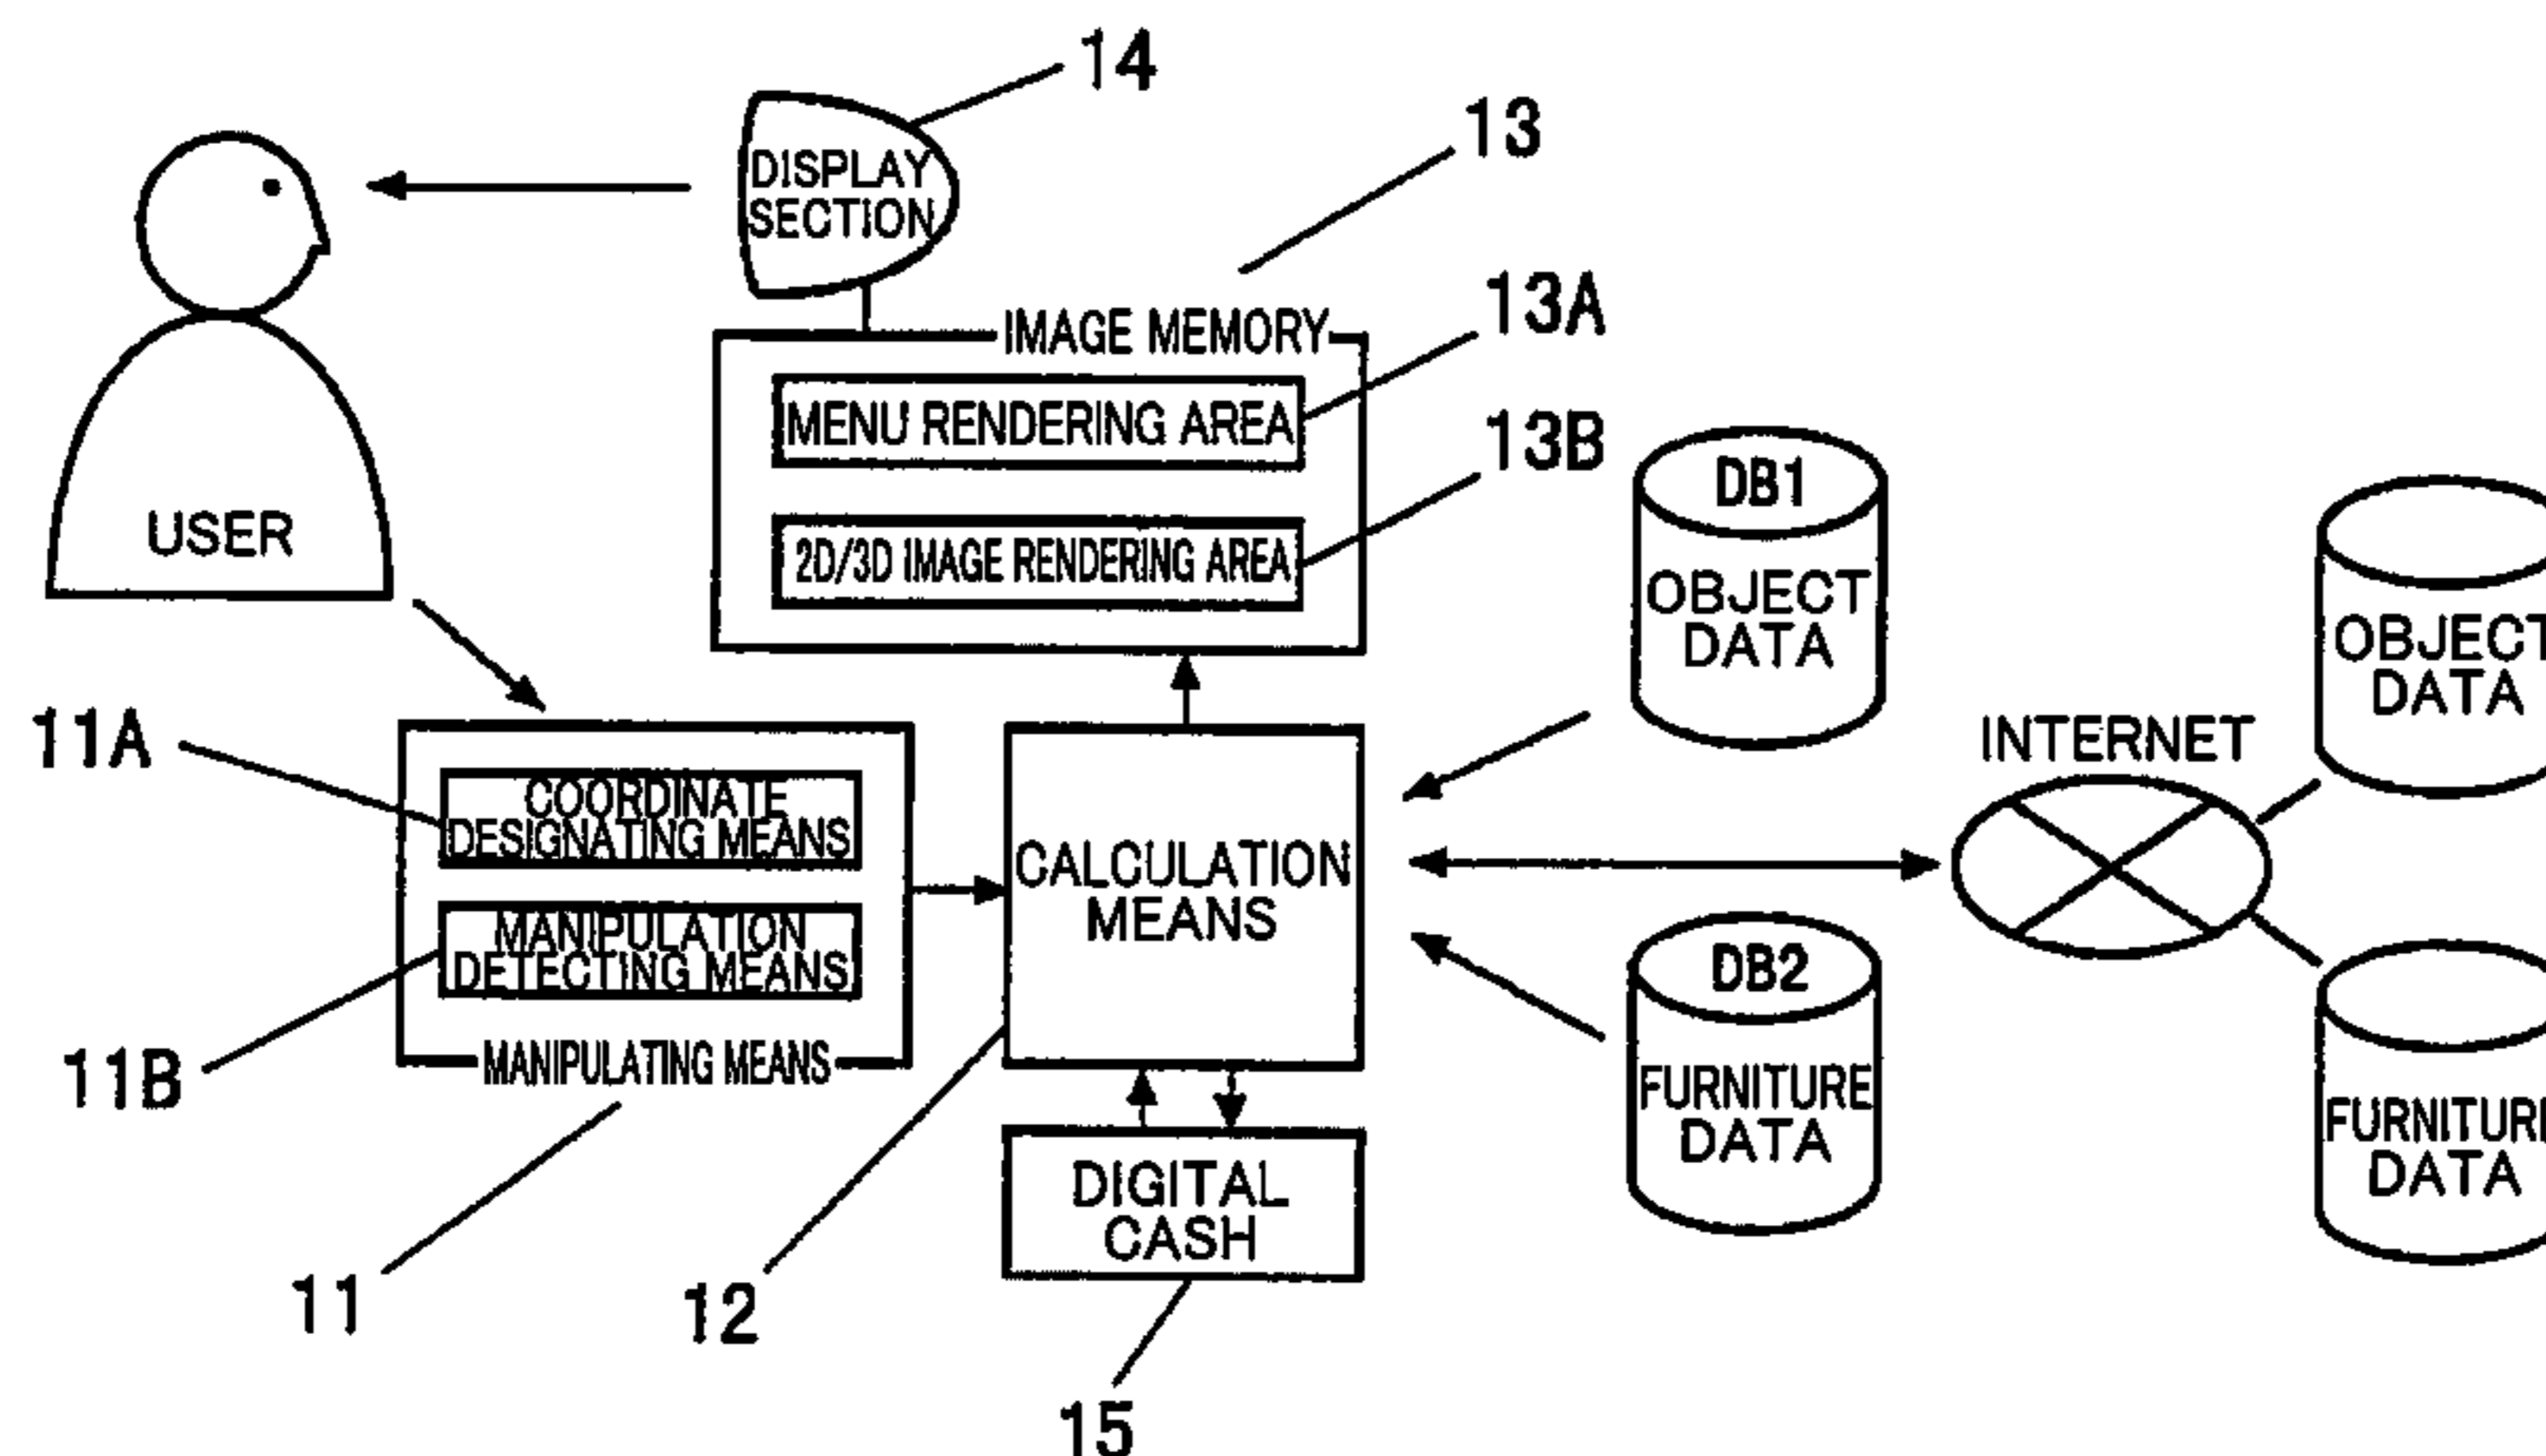 14
13
DISPLAY
SECTION
IMAGE MEMORY
13A
MENU RENDERING AREA
13B
2D/3D IMAGE RENDERING AREA
USER
DB1
OBJECT
DATA
OBJECT
DATA
INTERNET
11A
COORDINATE
DESIGNATING MEANS
MANIPULATION
DETECTING MEANS
11B
MANIPULATING MEANS
11
CALCULATION
MEANS
12
DB2
FURNITURE
DATA
FURNITURE
DATA
DIGITAL
CASH
15